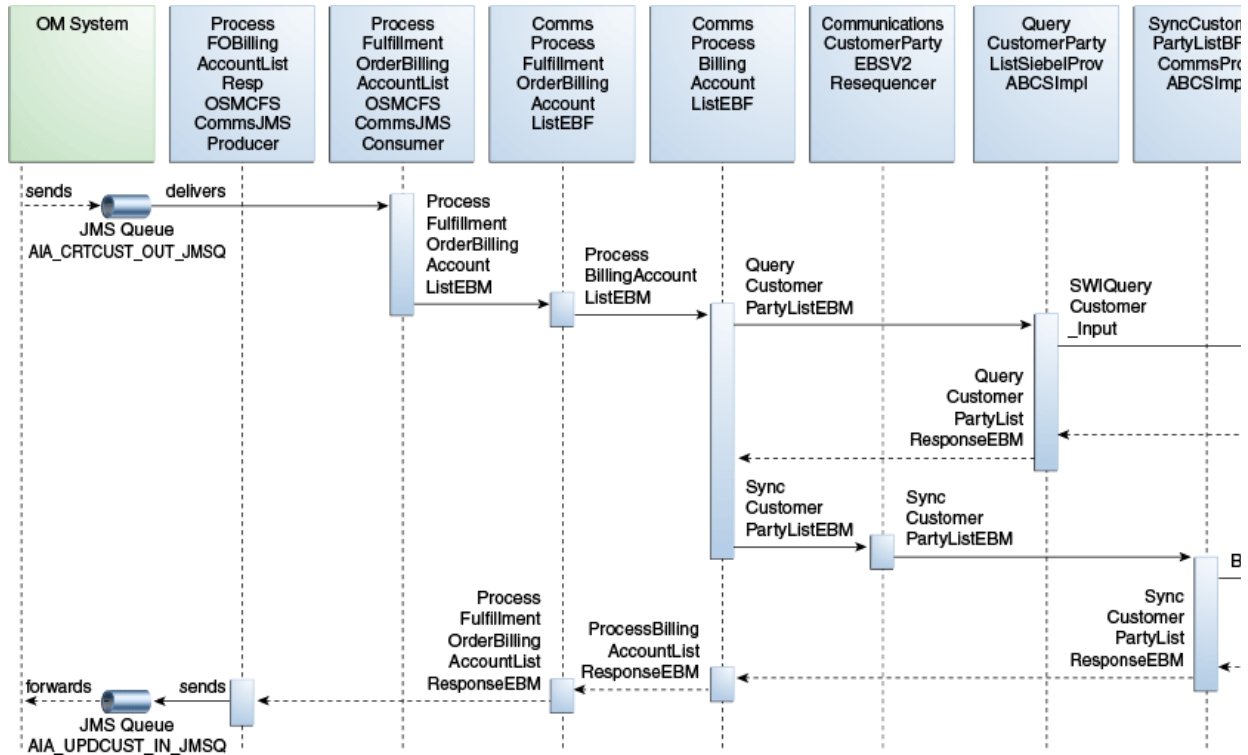 OM System
Process
FOBilling
AccountList
Resp
OSMCFS
CommsJMS
Producer
Process
Fulfillment
OrderBilling
AccountList
OSMCFS
CommsJMS
Consumer
Comms
Process
Fulfillment
OrderBilling
Account
ListEBF
Comms
Process
Billing
Account
ListEBF
Communications
CustomerParty
EBSV2
Resequencer
Query
CustomerParty
ListSiebelProv
ABCSImpl
SyncCustom
PartyListBR
CommsPro
ABCSImp
sends
delivers
JMS Queue
AIA_CRTCUST_OUT_JMSQ
Process
Fulfillment
OrderBilling
Account
ListEBM
Process
BillingAccount
ListEBM
Query
Customer
PartyListEBM
SWIQuery
Customer
_Input
Query
Customer
PartyList
ResponseEBM
Sync
Customer
PartyListEBM
Sync
Customer
PartyListEBM
B
Sync
Customer
PartyList
ResponseEBM
ProcessBilling
AccountList
ResponseEBM
Process
Fulfillment
OrderBilling
AccountList
ResponseEBM
forwards
sends
JMS Queue
AIA_UPDCUST_IN_JMSQ